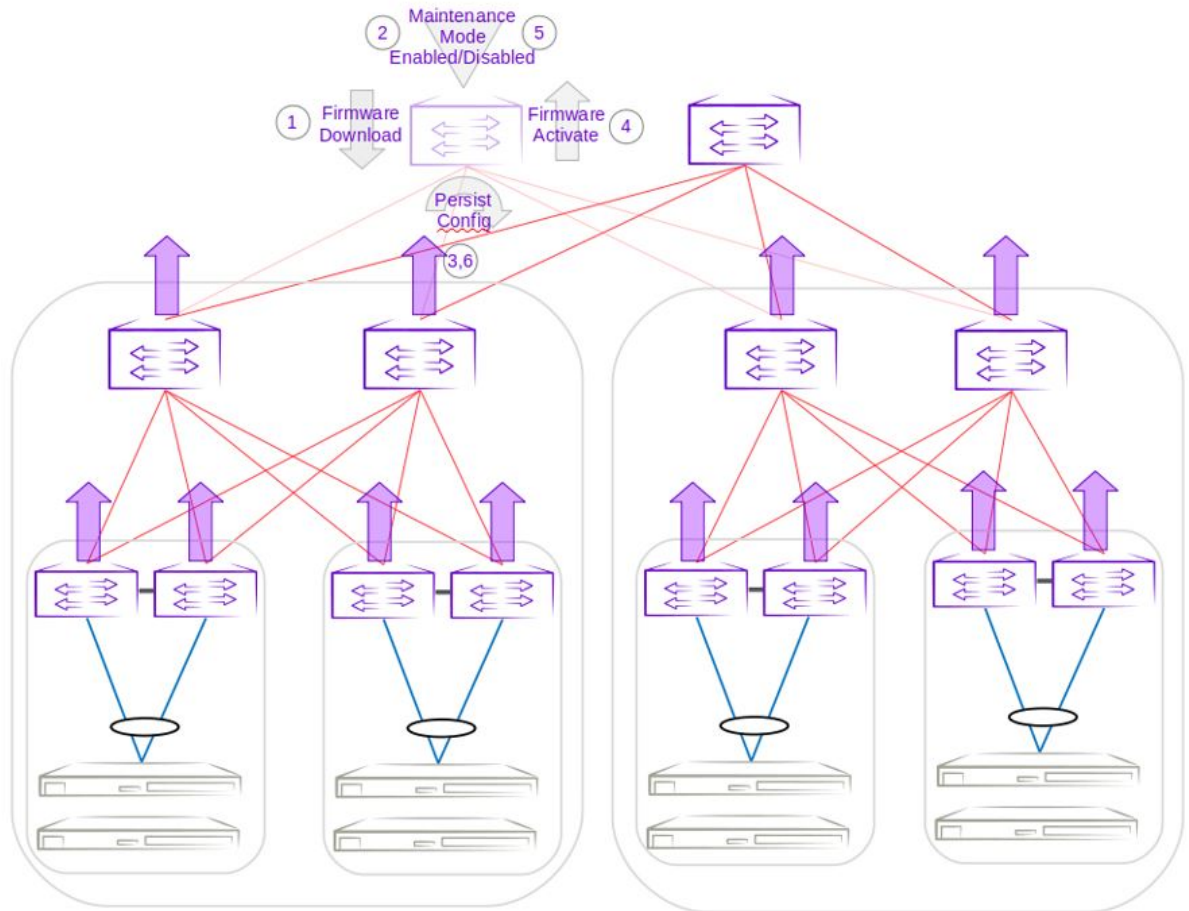 2
Maintenance
Mode
Enabled/Disabled
5
1
Firmware
Download
Firmware
Activate
4
Persist
Config
3,6